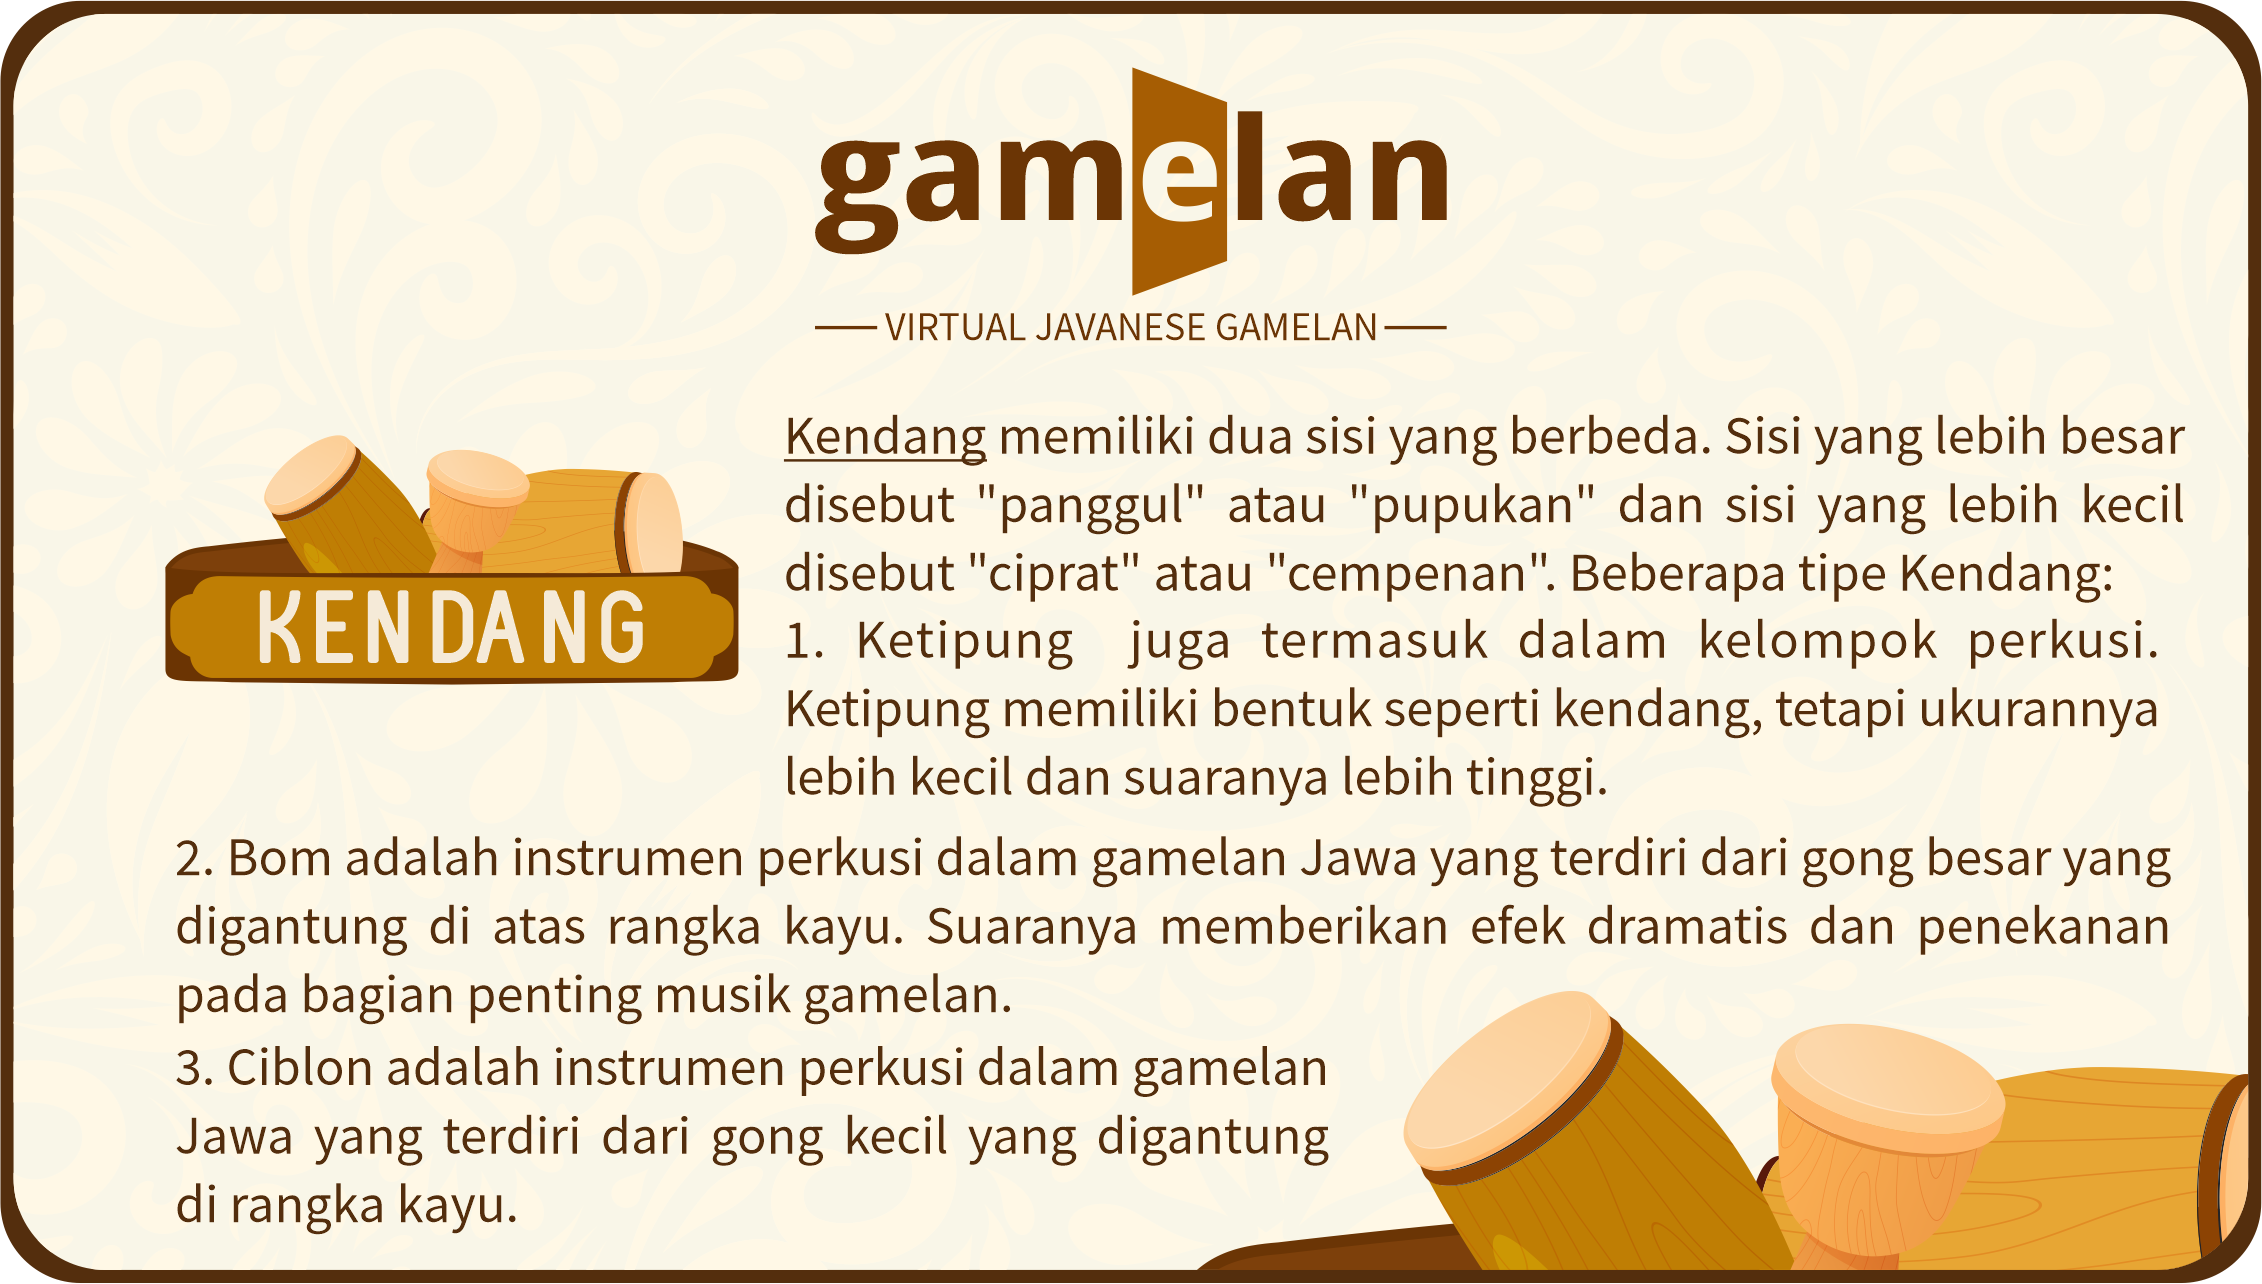 gamelan
VIRTUAL JAVANESE GAMELAN
KENDANG
Kendang memiliki dua sisi yang berbeda. Sisi yang lebih besar
disebut "panggul" atau "pupukan" dan sisi yang lebih kecil
disebut "ciprat" atau "cempenan". Beberapa tipe Kendang:
1. Ketipung juga termasuk dalam kelompok perkusi.
Ketipung memiliki bentuk seperti kendang, tetapi ukurannya
lebih kecil dan suaranya lebih tinggi.
2. Bom adalah instrumen perkusi dalam gamelan Jawa yang terdiri dari gong besar yang
digantung di atas rangka kayu. Suaranya memberikan efek dramatis dan penekanan
pada bagian penting musik gamelan.
3. Ciblon adalah instrumen perkusi dalam gamelan
Jawa yang terdiri dari gong kecil yang digantung
di rangka kayu.